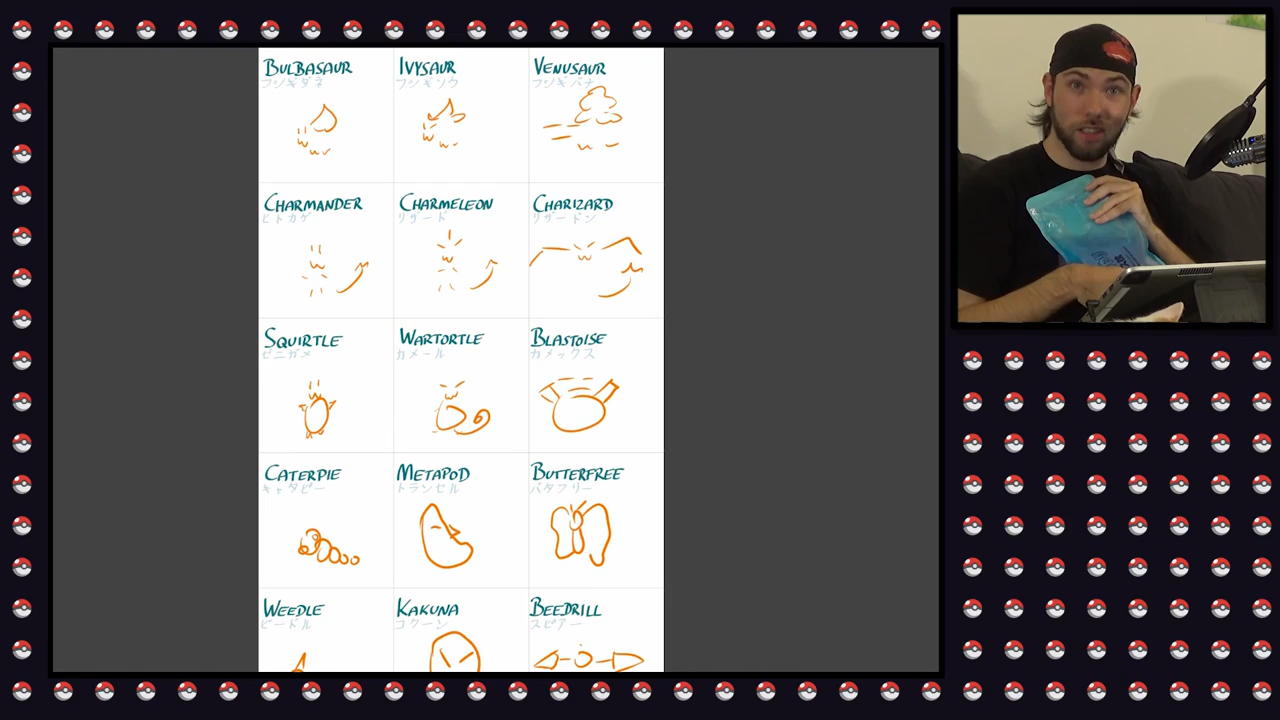 BULBASAUR IVYSAUR VENUSAUR
フシギダネ フシギソウ フシギバナ
CHARMANDER CHARMELEON CHARIZARD
ヒトカゲ リザード リザードン
SQUIRTLE WARTORTLE BLASTOISE
ゼニガメ カメール カメックス
CATERPIE METAPOD BUTTERFREE
キャタピー トランセル バタフリー
WEEDLE KAKUNA BEEDRILL
ビードル コクーン スピアー